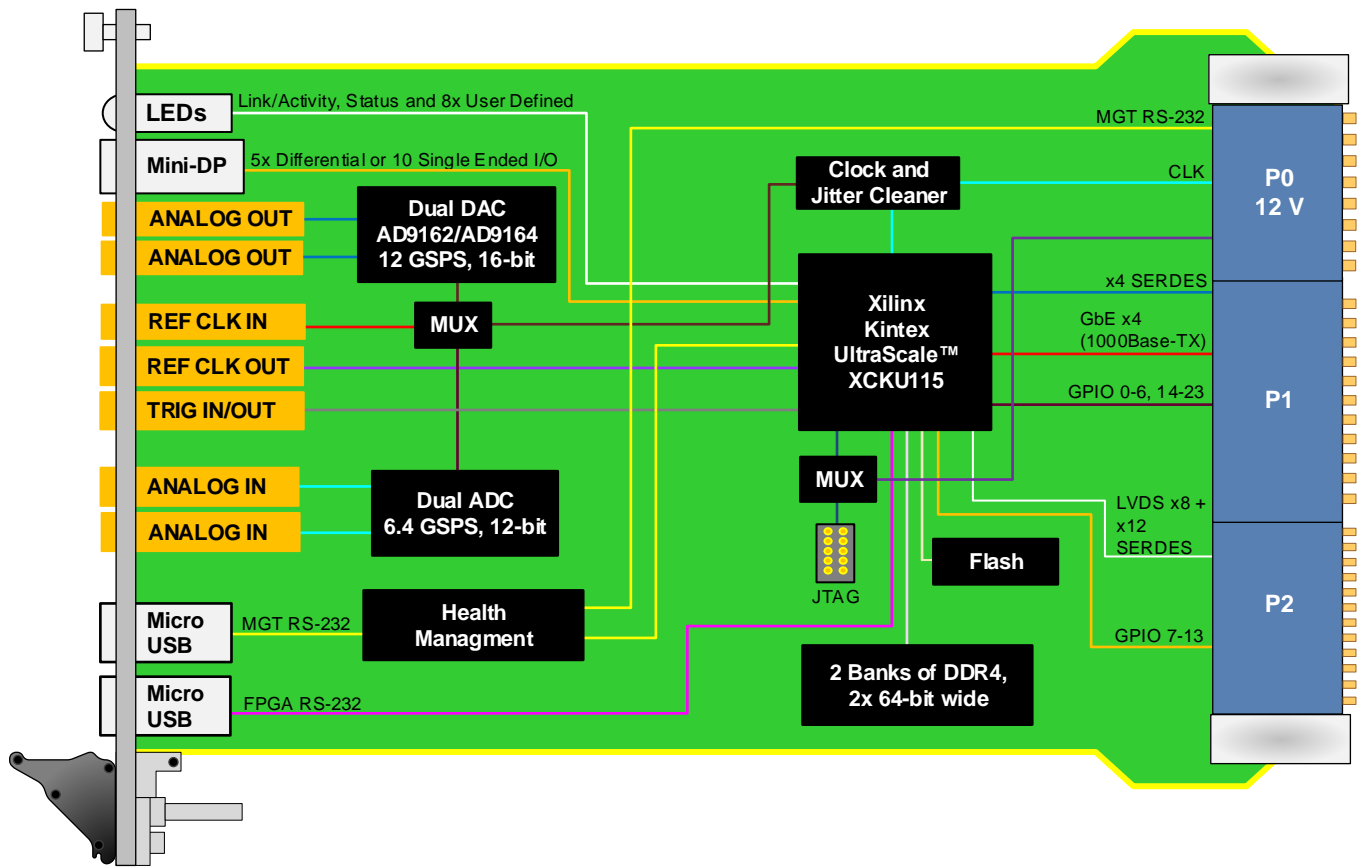 LEDs
Link/Activity, Status and 8x User Defined
MGT RS-232
Mini-DP
5x Differential or 10 Single Ended I/O
Clock and
Jitter Cleaner
CLK
P0
12 V
ANALOG OUT
ANALOG OUT
Dual DAC
AD9162/AD9164
12 GSPS, 16-bit
REF CLK IN
MUX
REF CLK OUT
TRIG IN/OUT
Xilinx
Kintex
UltraScale™
XCKU115
x4 SERDES
GbE x4
(1000Base-TX)
GPIO 0-6, 14-23
P1
ANALOG IN
ANALOG IN
Dual ADC
6.4 GSPS, 12-bit
MUX
JTAG
Flash
LVDS x8 +
x12
SERDES
P2
Micro
USB
MGT RS-232
Health
Managment
GPIO 7-13
2 Banks of DDR4,
2x 64-bit wide
Micro
USB
FPGA RS-232